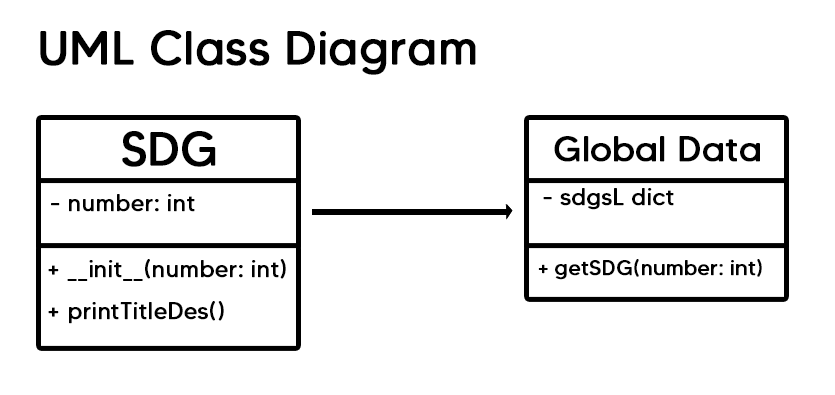 UML Class Diagram
SDG
- number: int
+ __init__(number: int)
+ printTitleDes()
Global Data
- sdgsL dict
+ getSDG(number: int)